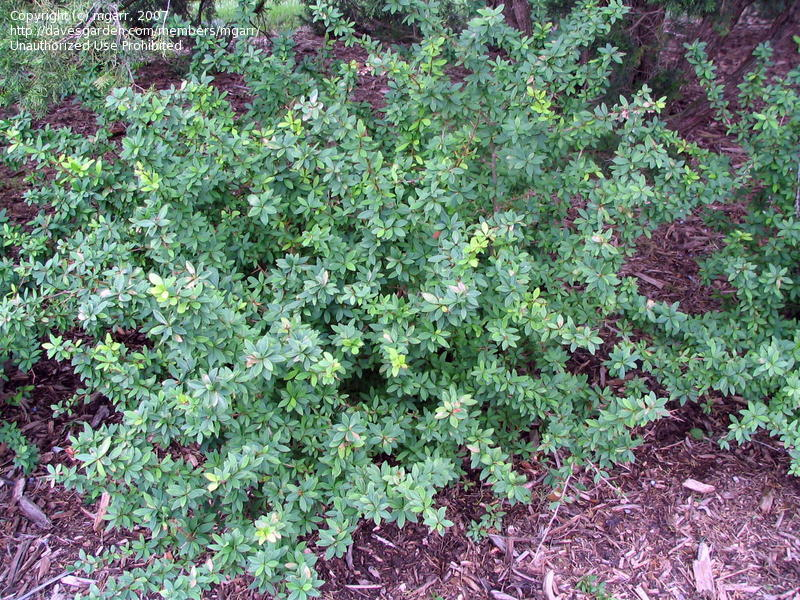 Copyright (c) mgarr, 2007
http://davesgarden.com/members/mgarr/
Unauthorized Use Prohibited